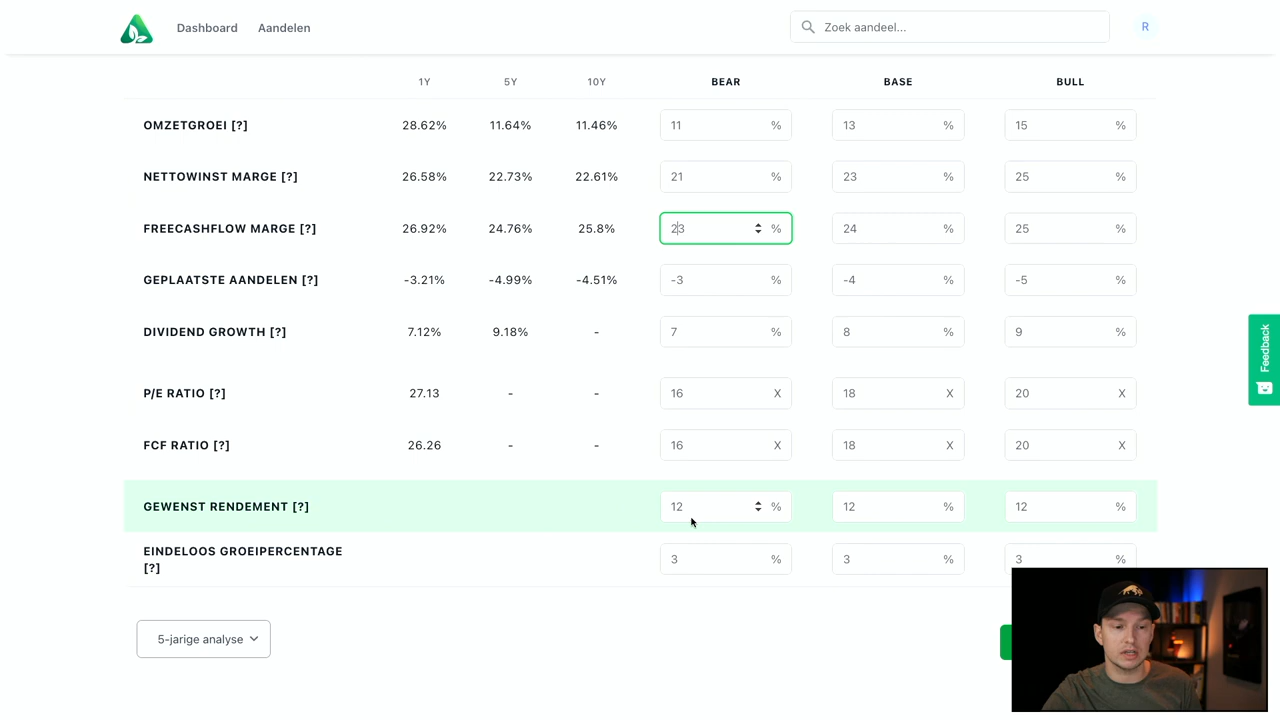 Dashboard Aandelen Zoek aandeel... R
1Y 5Y 10Y BEAR BASE BULL
OMZETGROEI [?] 28.62% 11.64% 11.46% 11 % 13 % 15 %
NETTOWINST MARGE [?] 26.58% 22.73% 22.61% 21 % 23 % 25 %
FREECASHFLOW MARGE [?] 26.92% 24.76% 25.8% 23 % 24 % 25 %
GEPLAATSTE AANDELEN [?] -3.21% -4.99% -4.51% -3 % -4 % -5 %
DIVIDEND GROWTH [?] 7.12% 9.18% - 7 % 8 % 9 %
Feedback
P/E RATIO [?] 27.13 - - 16 X 18 X 20 X
FCF RATIO [?] 26.26 - - 16 X 18 X 20 X
GEWENST RENDEMENT [?] 12 % 12 % 12 %
EINDELOOS GROEIPERCENTAGE
[?] 3 % 3 % 3 %
5-jarige analyse